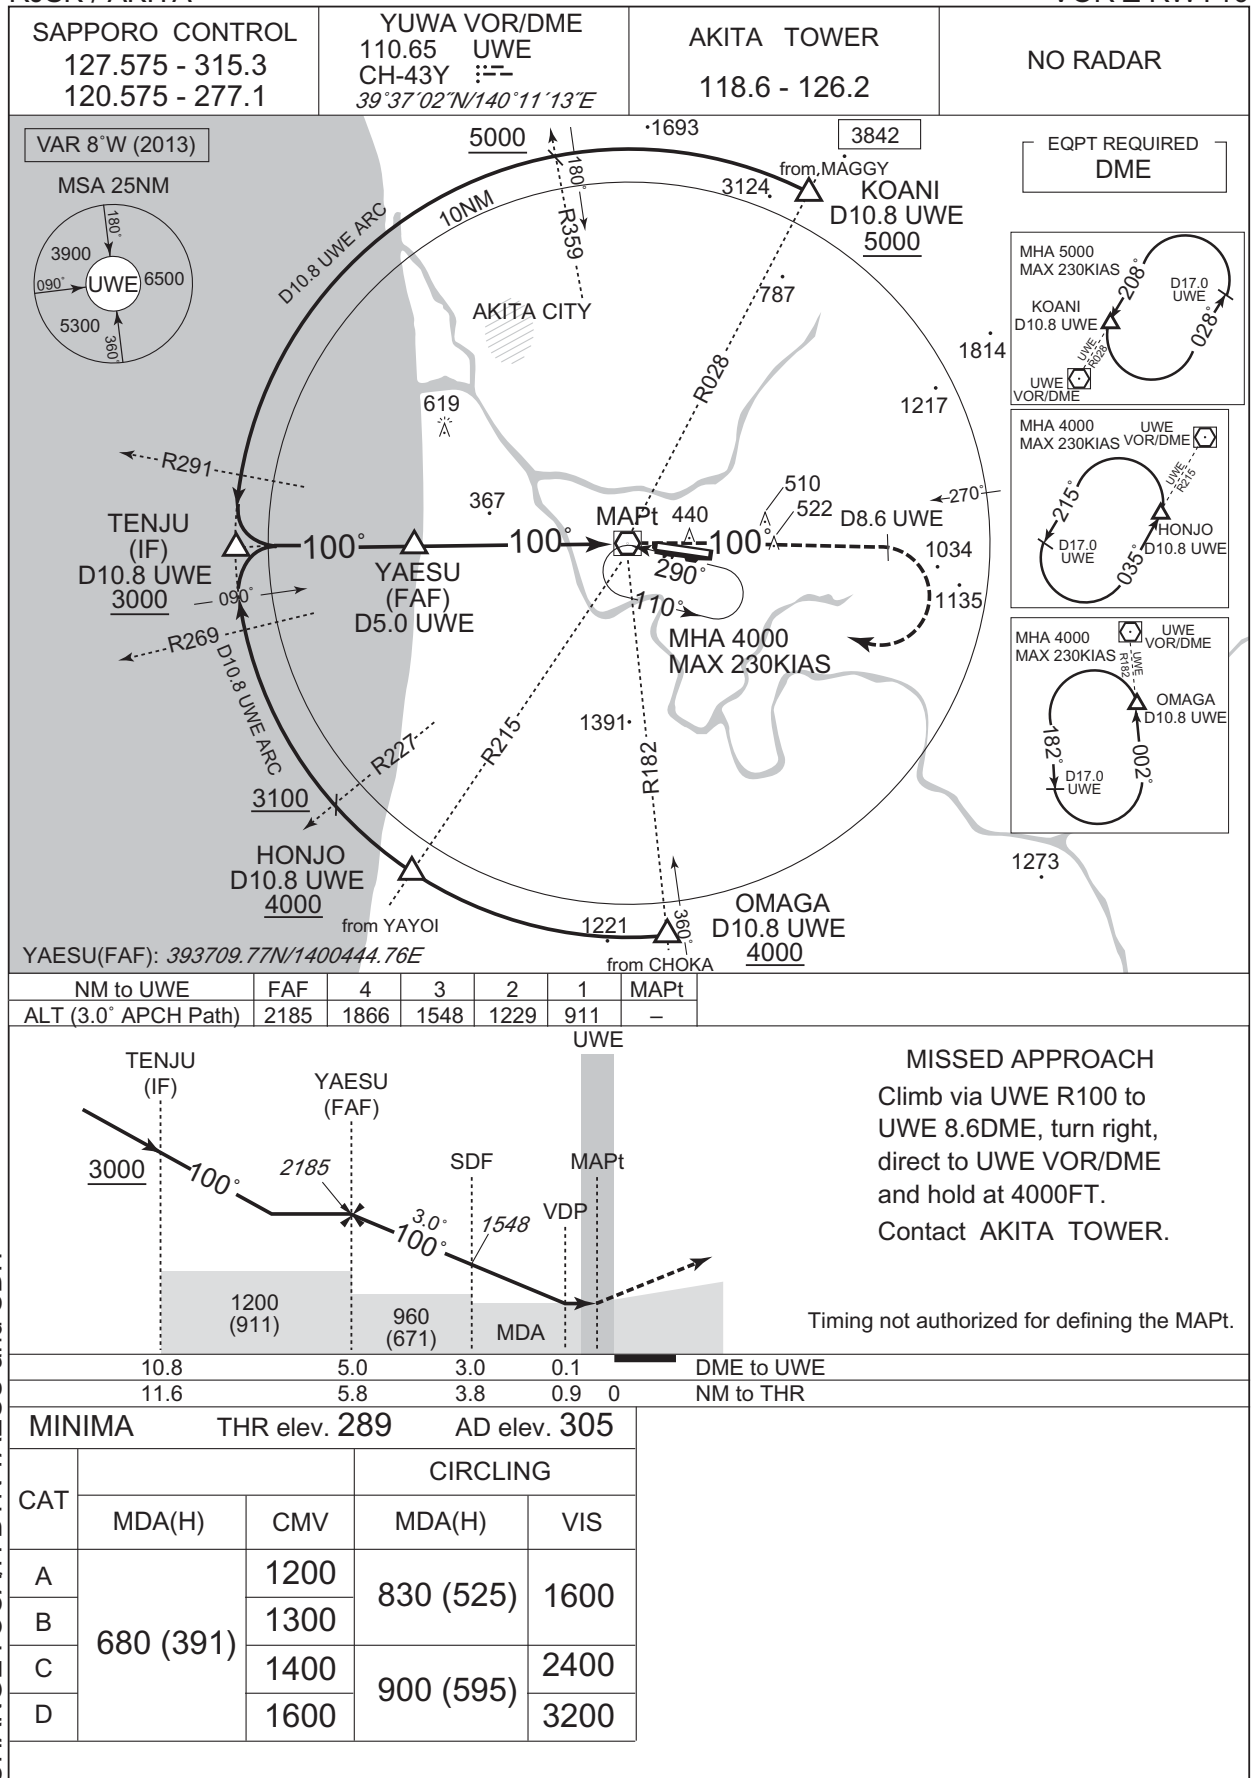 SAPPORO CONTROL
127.575 - 315.3
120.575 - 277.1
YUWA VOR/DME
110.65 UWE
CH-43Y
39°37´02˝N/140°11´13˝E
AKITA TOWER
118.6 - 126.2
NO RADAR
VAR 8°W (2013)
MSA 25NM
180°
3900
090°
UWE
6500
5300
360°
5000
1693
3842
from MAGGY
3124
KOANI
D10.8 UWE
5000
180°
R359
10NM
D10.8 UWE ARC
AKITA CITY
787
R028
1814
1217
619
R291
367
510
522
270°
TENJU
(IF)
D10.8 UWE
3000
100°
100°
MAPt
440
100°
D8.6 UWE
1034
1135
YAESU
(FAF)
D5.0 UWE
290°
110°
MHA 4000
MAX 230KIAS
090°
R269
D10.8 UWE ARC
R227
R215
1391
R182
3100
HONJO
D10.8 UWE
4000
from YAYOI
1221
360°
OMAGA
D10.8 UWE
4000
from CHOKA
1273
YAESU(FAF): 393709.77N/1400444.76E
EQPT REQUIRED
DME
MHA 5000
MAX 230KIAS
208°
D17.0
UWE
KOANI
D10.8 UWE
028°
UWE
R028
UWE
VOR/DME
MHA 4000
MAX 230KIAS
UWE
VOR/DME
UWE
R215
215°
D17.0
UWE
HONJO
D10.8 UWE
035°
MHA 4000
MAX 230KIAS
UWE
VOR/DME
UWE
R182
OMAGA
D10.8 UWE
182°
D17.0
UWE
002°
NM to UWE FAF 4 3 2 1 MAPt
ALT (3.0° APCH Path) 2185 1866 1548 1229 911 –
UWE
TENJU
(IF)
YAESU
(FAF)
3000
100°
2185
SDF
MAPt
3.0°
100°
1548
VDP
1200
(911)
960
(671)
MDA
MISSED APPROACH
Climb via UWE R100 to
UWE 8.6DME, turn right,
direct to UWE VOR/DME
and hold at 4000FT.
Contact AKITA TOWER.
Timing not authorized for defining the MAPt.
10.8 5.0 3.0 0.1 DME to UWE
11.6 5.8 3.8 0.9 0 NM to THR
MINIMA THR elev. 289 AD elev. 305
CAT
CIRCLING
MDA(H) CMV MDA(H) VIS
A 680 (391) 1200 830 (525) 1600
B 1300
C 1400 900 (595) 2400
D 1600 3200